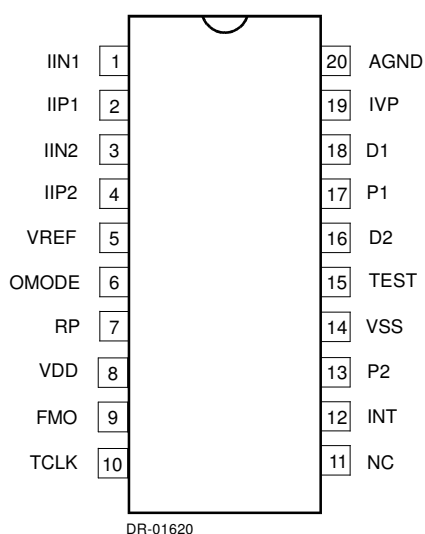 IIN1 1 20 AGND
IIP1 2 19 IVP
IIN2 3 18 D1
IIP2 4 17 P1
VREF 5 16 D2
OMODE 6 15 TEST
RP 7 14 VSS
VDD 8 13 P2
FMO 9 12 INT
TCLK 10 11 NC
DR-01620